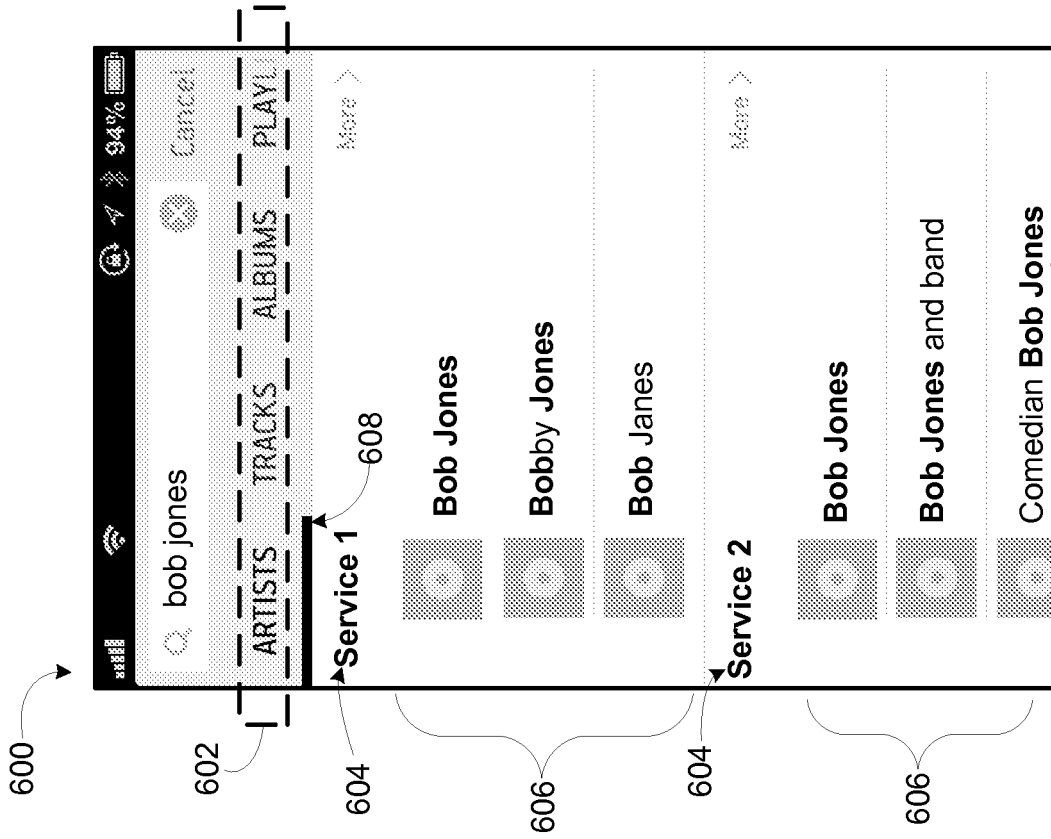 600
94%
bob jones Cancel
602
ARTISTS TRACKS ALBUMS PLAYL
608
604
Service 1 More >
Bob Jones
606
Bobby Jones
Bob Janes
604
Service 2 More >
Bob Jones
606
Bob Jones and band
Comedian Bob Jones